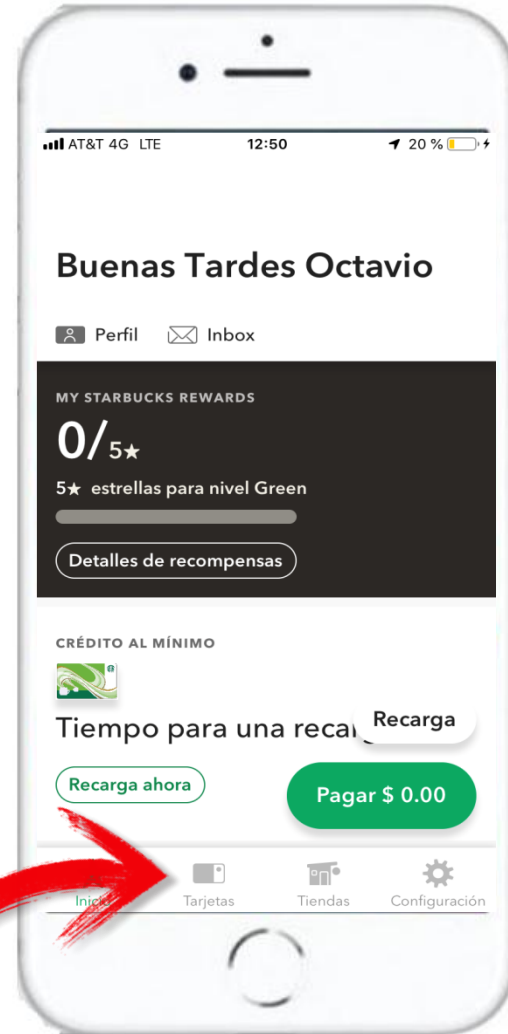 AT&T 4G LTE 12:50 20 %
Buenas Tardes Octavio
Perfil Inbox
MY STARBUCKS REWARDS
0/5★
5★ estrellas para nivel Green
Detalles de recompensas
CRÉDITO AL MÍNIMO
Tiempo para una recar
Recarga
Recarga ahora
Pagar $ 0.00
Inicio Tarjetas Tiendas Configuración